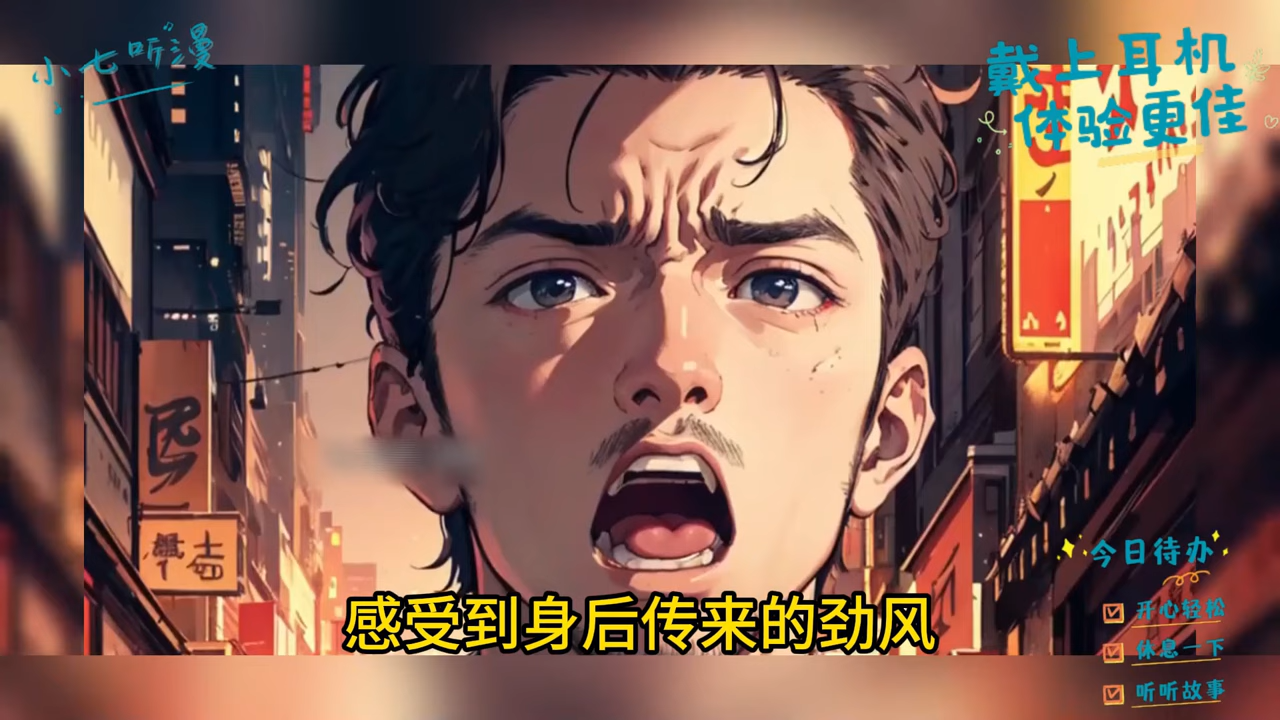 小七听漫
戴上耳机
体验更佳
今日待办
开心轻松
休息一下
听听故事
感受到身后传来的劲风